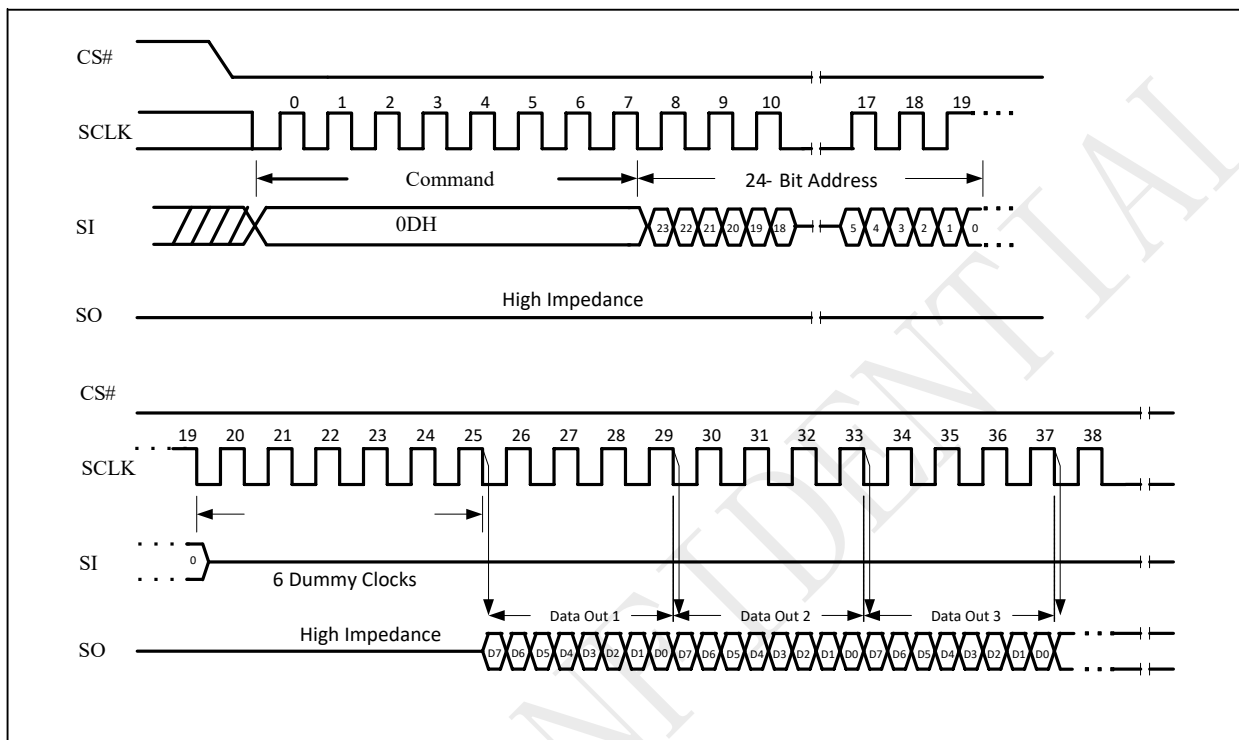 CS#
0 1 2 3 4 5 6 7 8 9 10 17 18 19
SCLK
Command 24- Bit Address
SI 0DH 23 22 21 20 19 18 5 4 3 2 1 0
High Impedance
SO
CS#
19 20 21 22 23 24 25 26 27 28 29 30 31 32 33 34 35 36 37 38
SCLK
SI 0
6 Dummy Clocks
Data Out 1 Data Out 2 Data Out 3
High Impedance
SO D7 D6 D5 D4 D3 D2 D1 D0 D7 D6 D5 D4 D3 D2 D1 D0 D7 D6 D5 D4 D3 D2 D1 D0
NFIDENTIAL